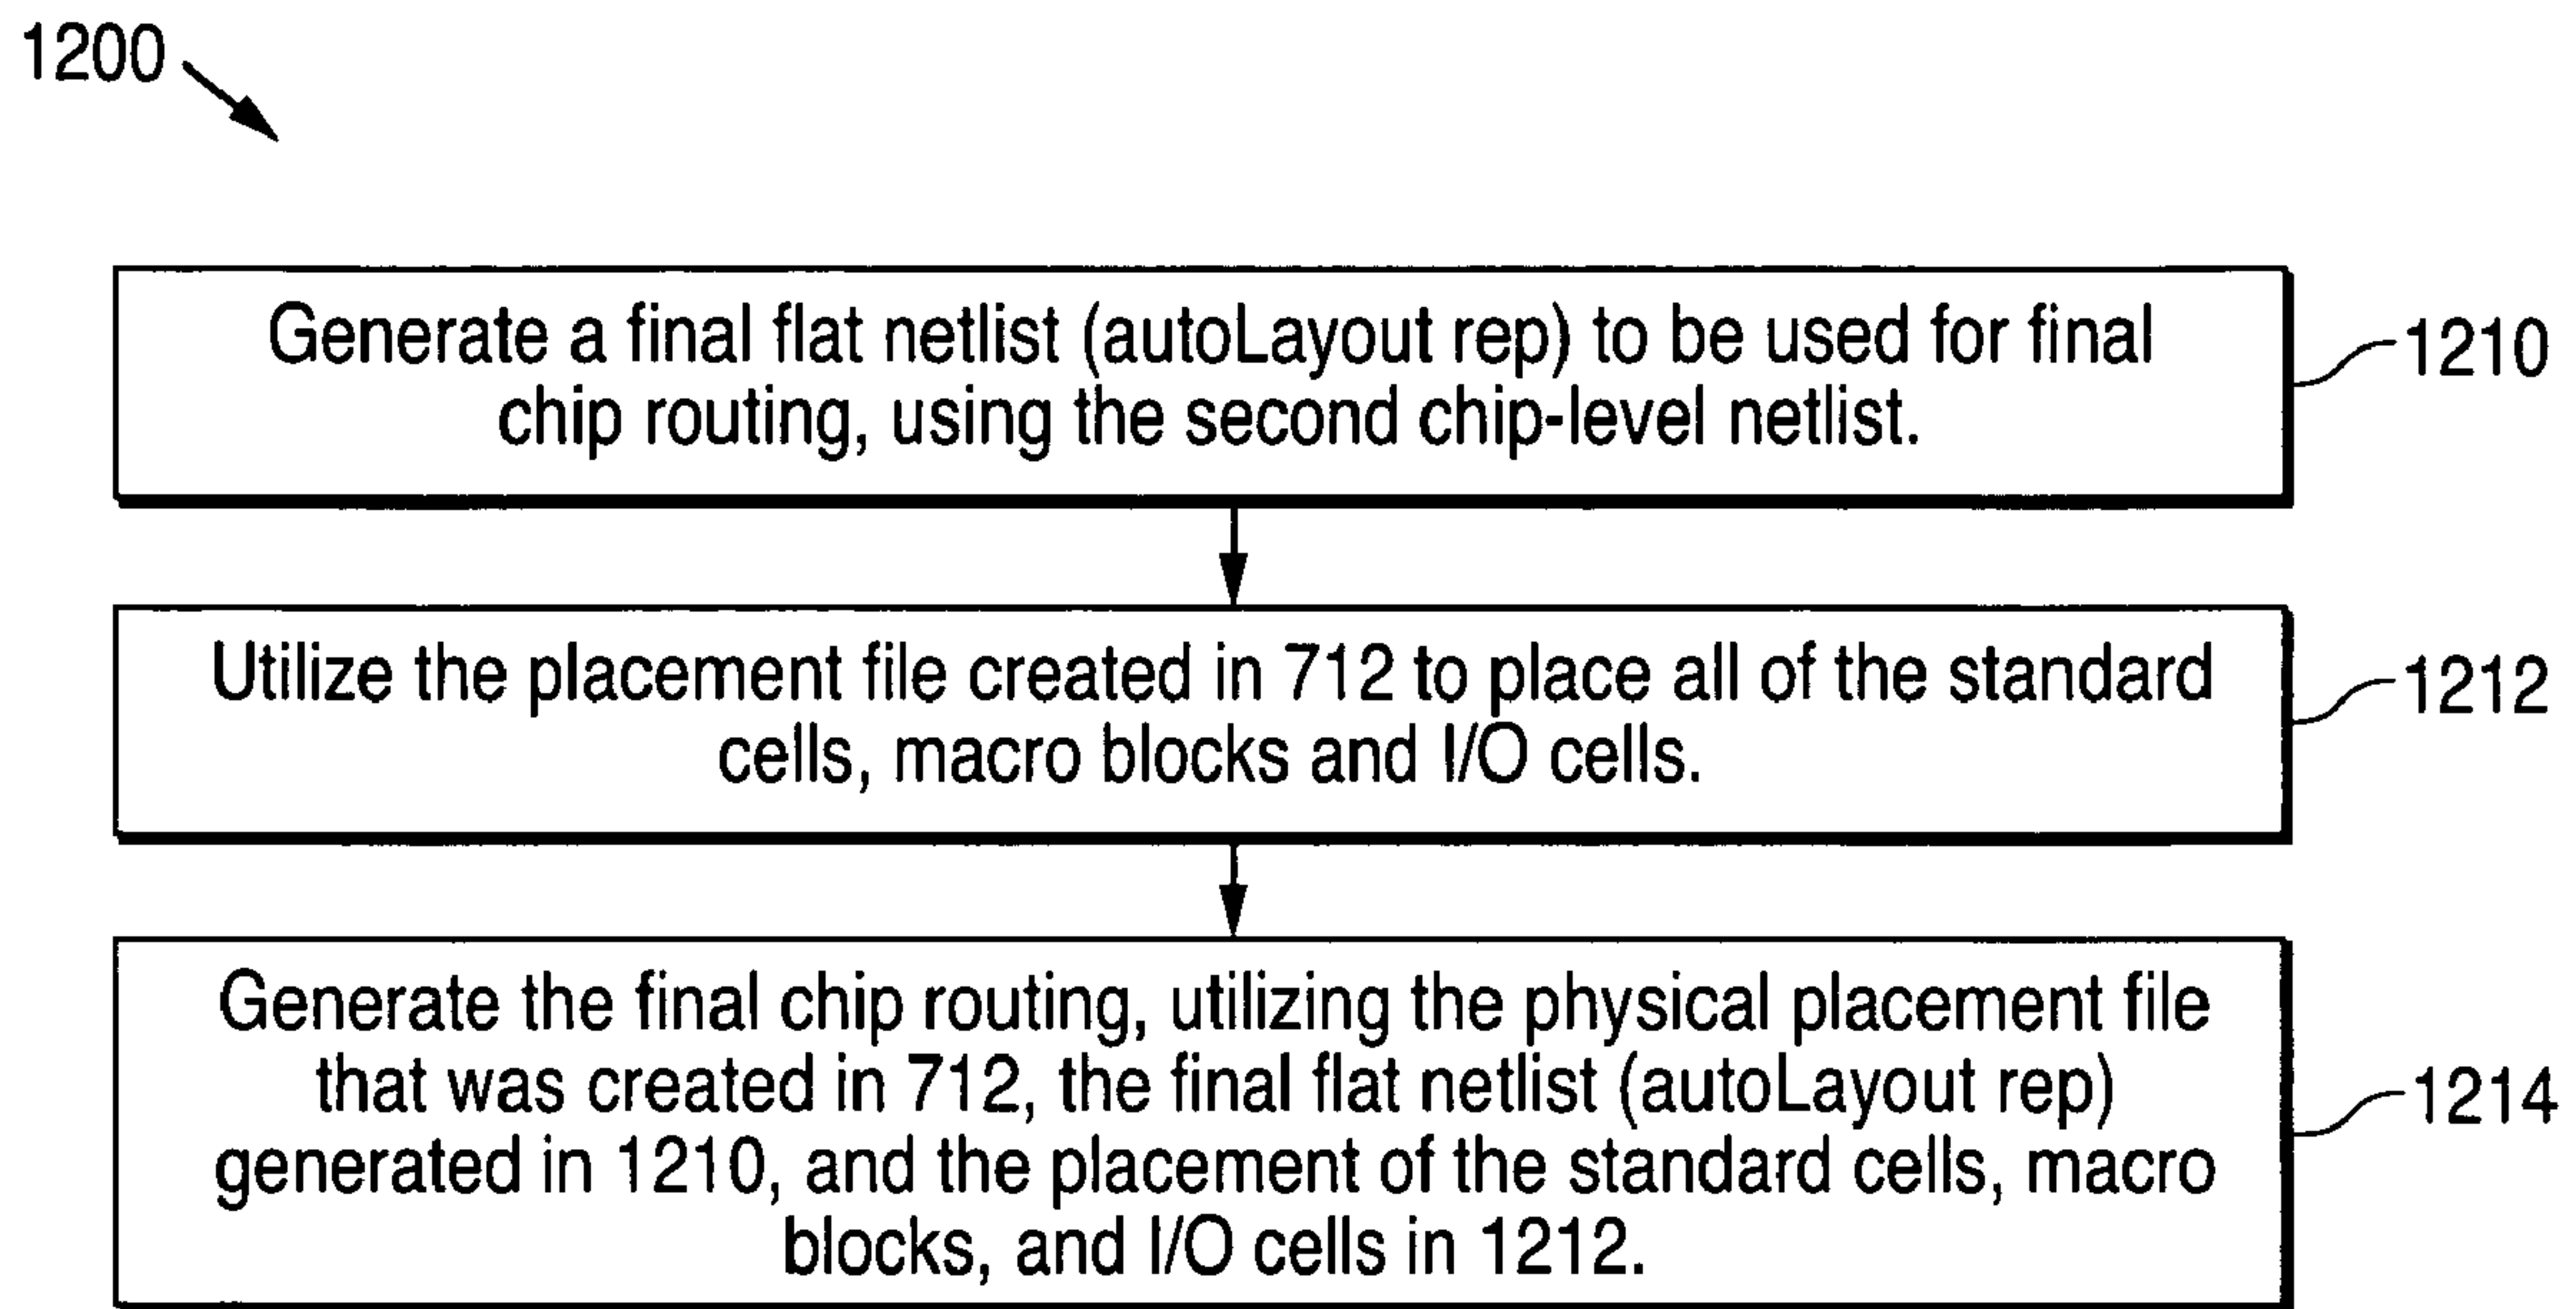 1200
Generate a final flat netlist (autoLayout rep) to be used for final
chip routing, using the second chip-level netlist.
1210
Utilize the placement file created in 712 to place all of the standard
cells, macro blocks and I/O cells.
1212
Generate the final chip routing, utilizing the physical placement file
that was created in 712, the final flat netlist (autoLayout rep)
generated in 1210, and the placement of the standard cells, macro
blocks, and I/O cells in 1212.
1214